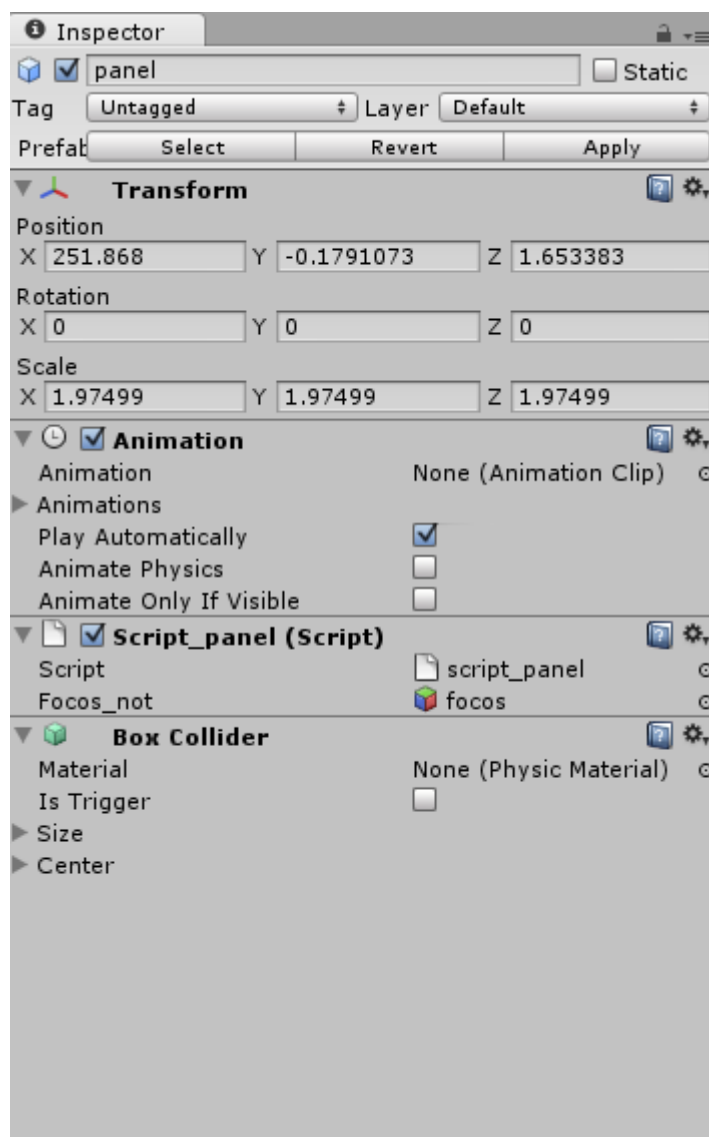 Inspector
panel Static
Tag Untagged Layer Default
Prefab Select Revert Apply
Transform
Position
X 251.868 Y -0.1791073 Z 1.653383
Rotation
X 0 Y 0 Z 0
Scale
X 1.97499 Y 1.97499 Z 1.97499
Animation
Animation None (Animation Clip)
Animations
Play Automatically
Animate Physics
Animate Only If Visible
Script_panel (Script)
Script script_panel
Focos_not focos
Box Collider
Material None (Physic Material)
Is Trigger
Size
Center